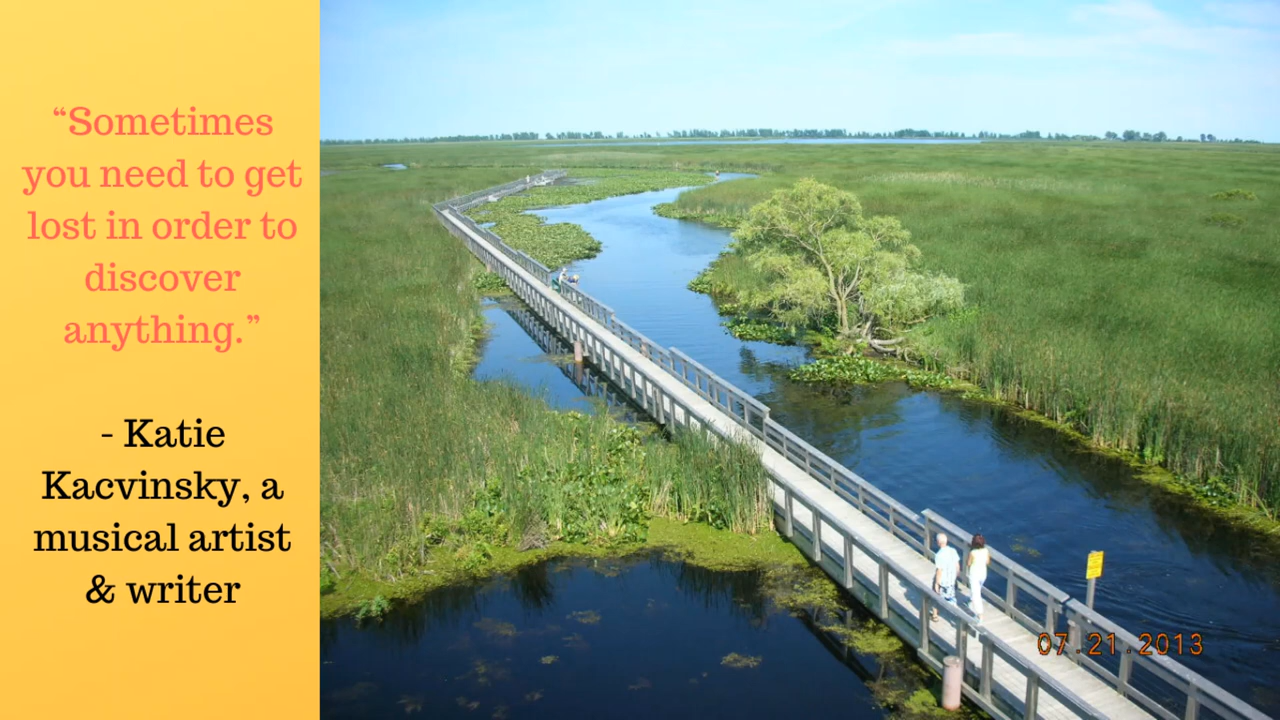 “Sometimes
you need to get
lost in order to
discover
anything.”
- Katie
Kacvinsky, a
musical artist
& writer
07.21.2013